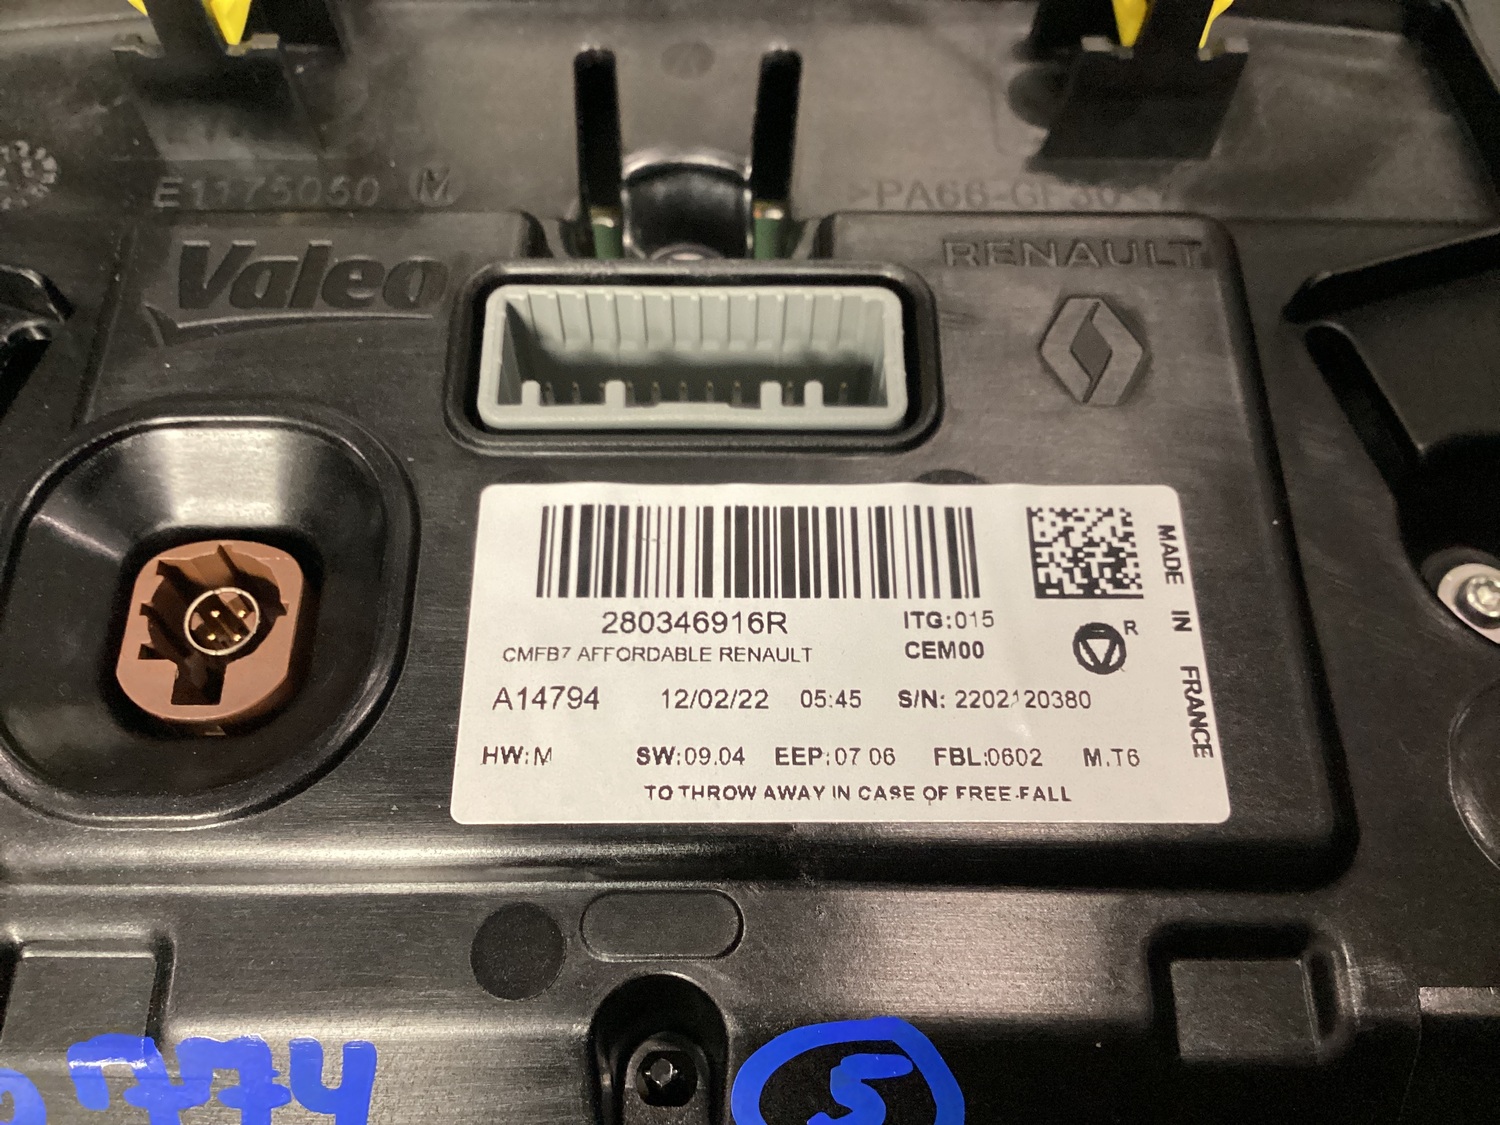 E1175050 M
>PA66-GF30<
Valeo
RENAULT
280346916R
ITG:015
CMFB7 AFFORDABLE RENAULT
CEM00
R
A14794 12/02/22 05:45 S/N: 2202120380
HW:M SW:09.04 EEP:07 06 FBL:0602 M.T6
TO THROW AWAY IN CASE OF FREE-FALL
MADE IN FRANCE
5